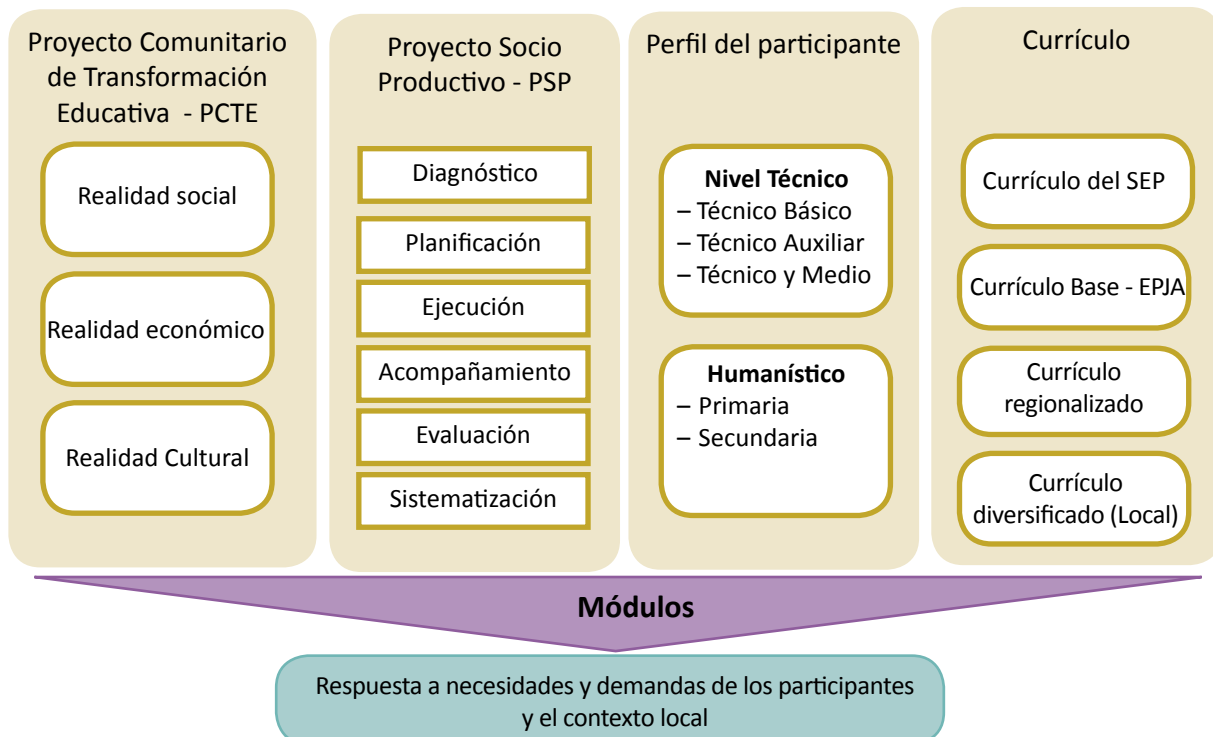 Proyecto Comunitario
de Transformación
Educativa - PCTE
Realidad social
Realidad económico
Realidad Cultural
Proyecto Socio
Productivo - PSP
Diagnóstico
Planificación
Ejecución
Acompañamiento
Evaluación
Sistematización
Perfil del participante
Nivel Técnico
– Técnico Básico
– Técnico Auxiliar
– Técnico y Medio
Humanístico
– Primaria
– Secundaria
Currículo
Currículo del SEP
Currículo Base - EPJA
Currículo
regionalizado
Currículo
diversificado (Local)
Módulos
Respuesta a necesidades y demandas de los participantes
y el contexto local